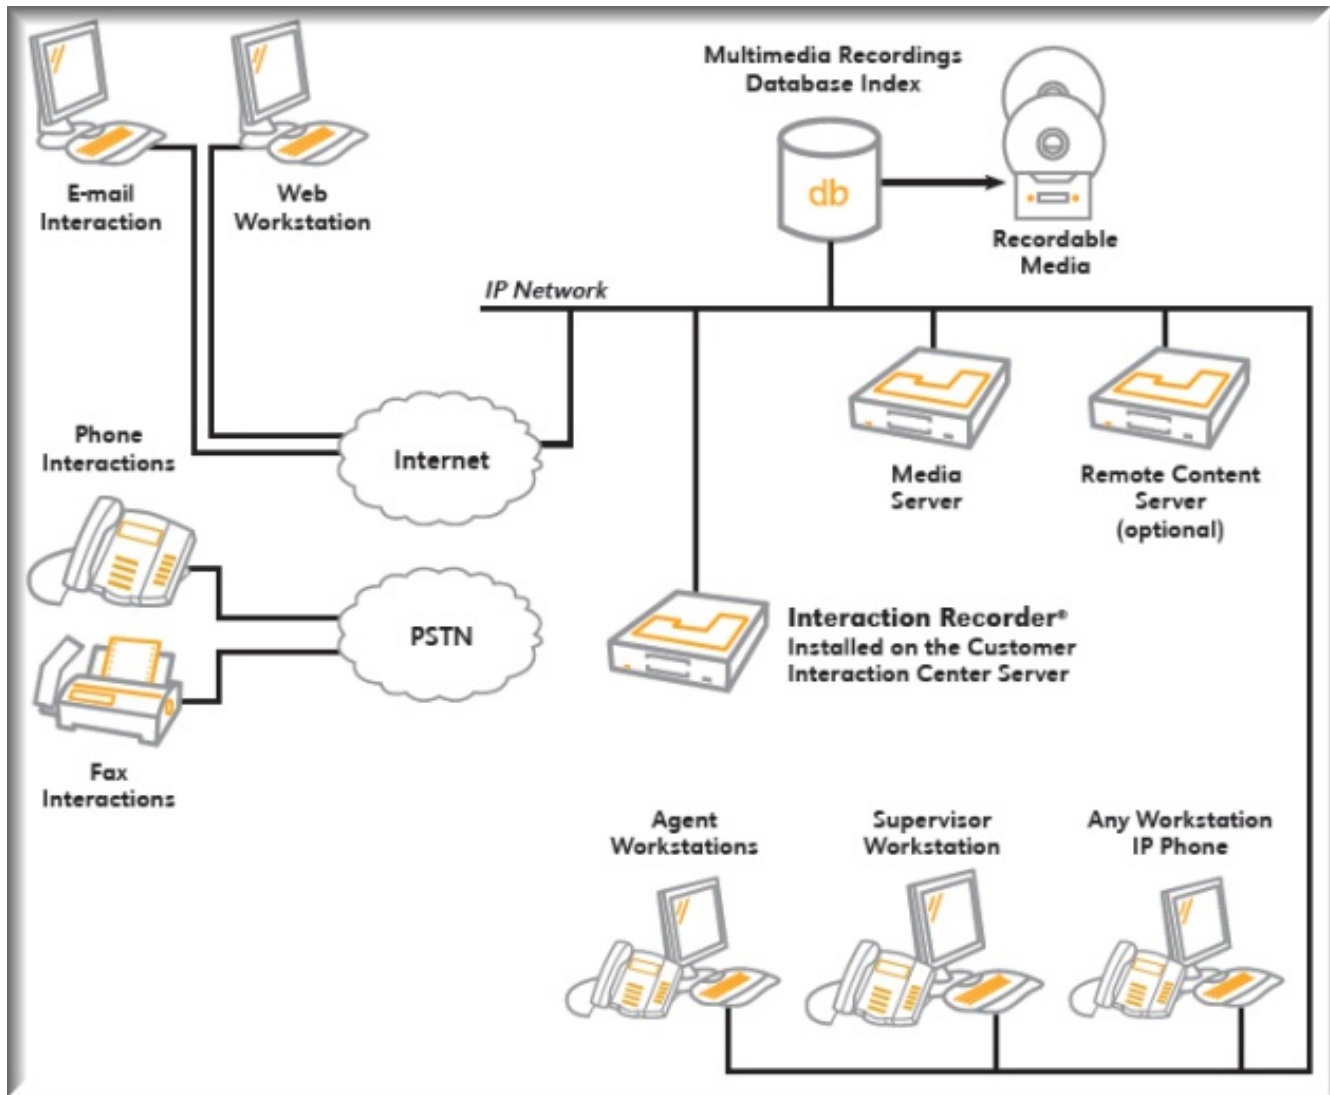 Multimedia Recordings
Database Index
db
E-mail
Interaction
Web
Workstation
Recordable
Media
IP Network
Phone
Interactions
Internet
Media
Server
Remote Content
Server
(optional)
PSTN
Interaction Recorder®
Installed on the Customer
Interaction Center Server
Fax
Interactions
Agent
Workstations
Supervisor
Workstation
Any Workstation
IP Phone